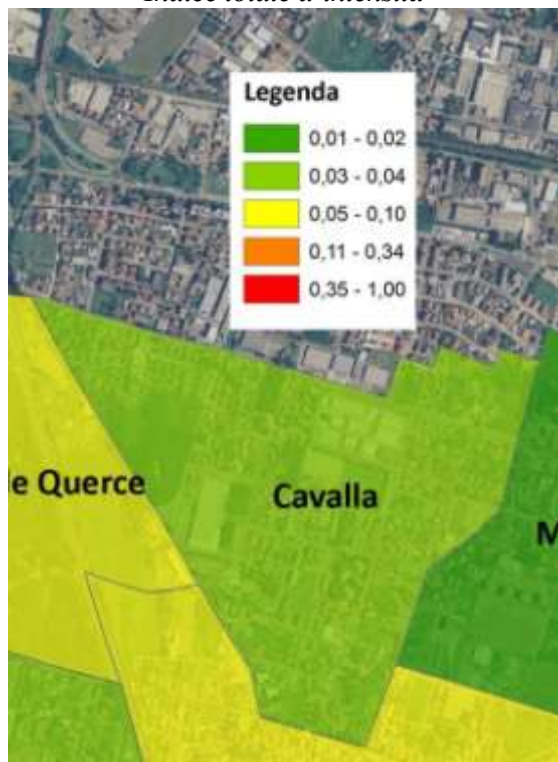 Legenda
0,01 - 0,02
0,03 - 0,04
0,05 - 0,10
0,11 - 0,34
0,35 - 1,00
e Querce
Cavalla
M